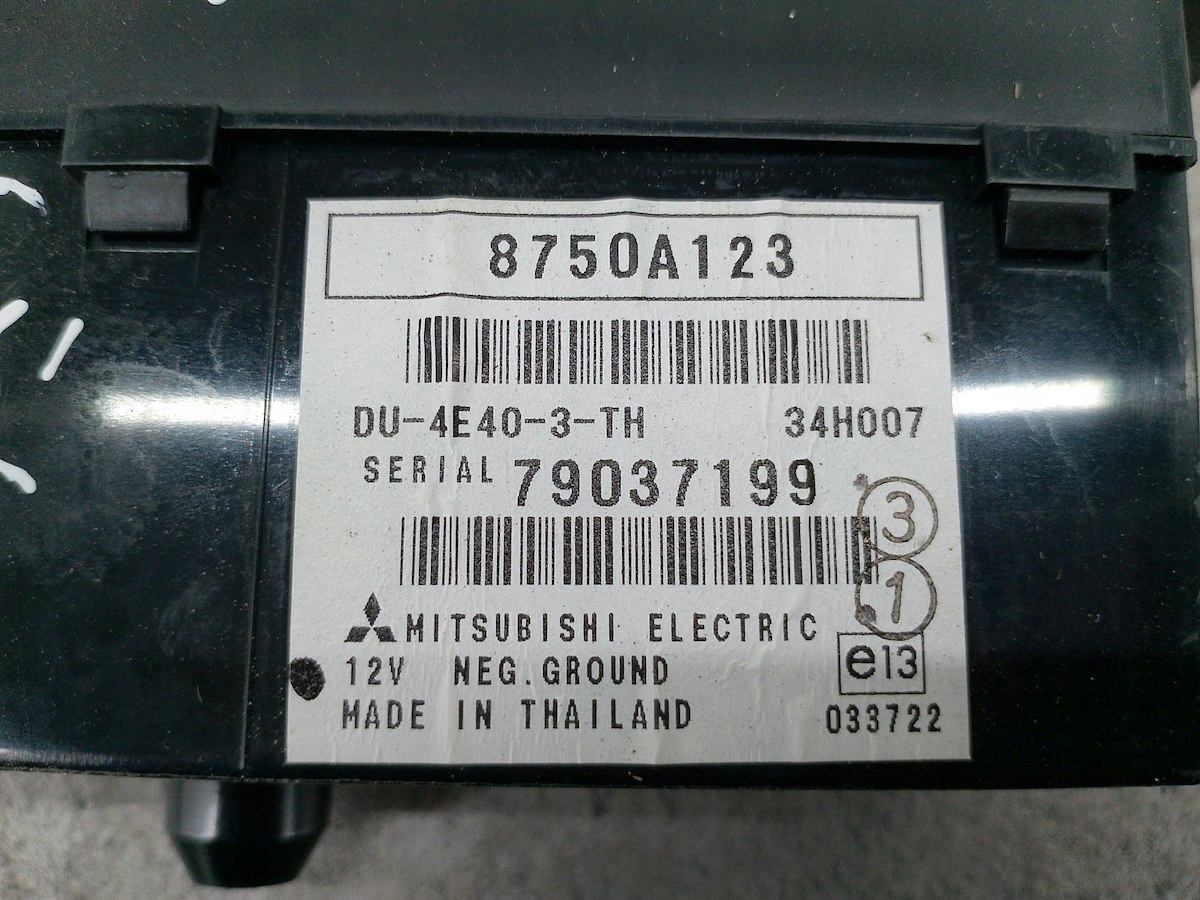 8750A123
DU-4E40-3-TH 34H007
SERIAL 79037199
3
1
MITSUBISHI ELECTRIC
e13
12V NEG.GROUND
MADE IN THAILAND 033722